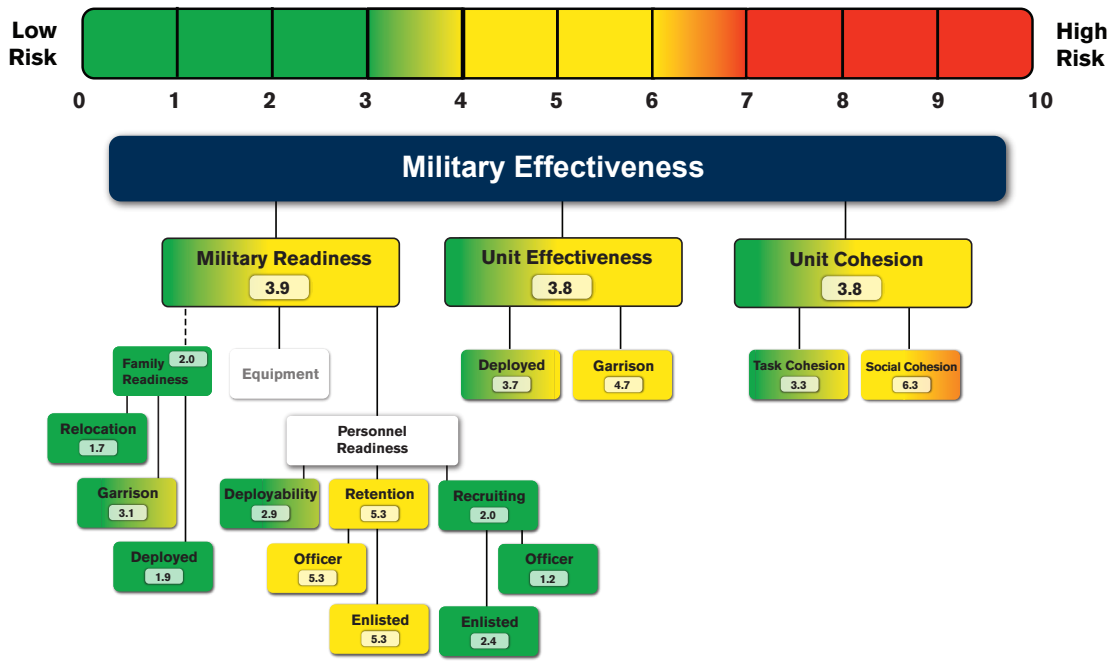 Low
Risk
High
Risk
0 1 2 3 4 5 6 7 8 9 10
Military Effectiveness
Military Readiness
3.9
Unit Effectiveness
3.8
Unit Cohesion
3.8
Family
Readiness
2.0
Equipment
Deployed
3.7
Garrison
4.7
Task Cohesion
3.3
Social Cohesion
6.3
Relocation
1.7
Personnel
Readiness
Garrison
3.1
Deployability
2.9
Retention
5.3
Recruiting
2.0
Deployed
1.9
Officer
5.3
Officer
1.2
Enlisted
5.3
Enlisted
2.4